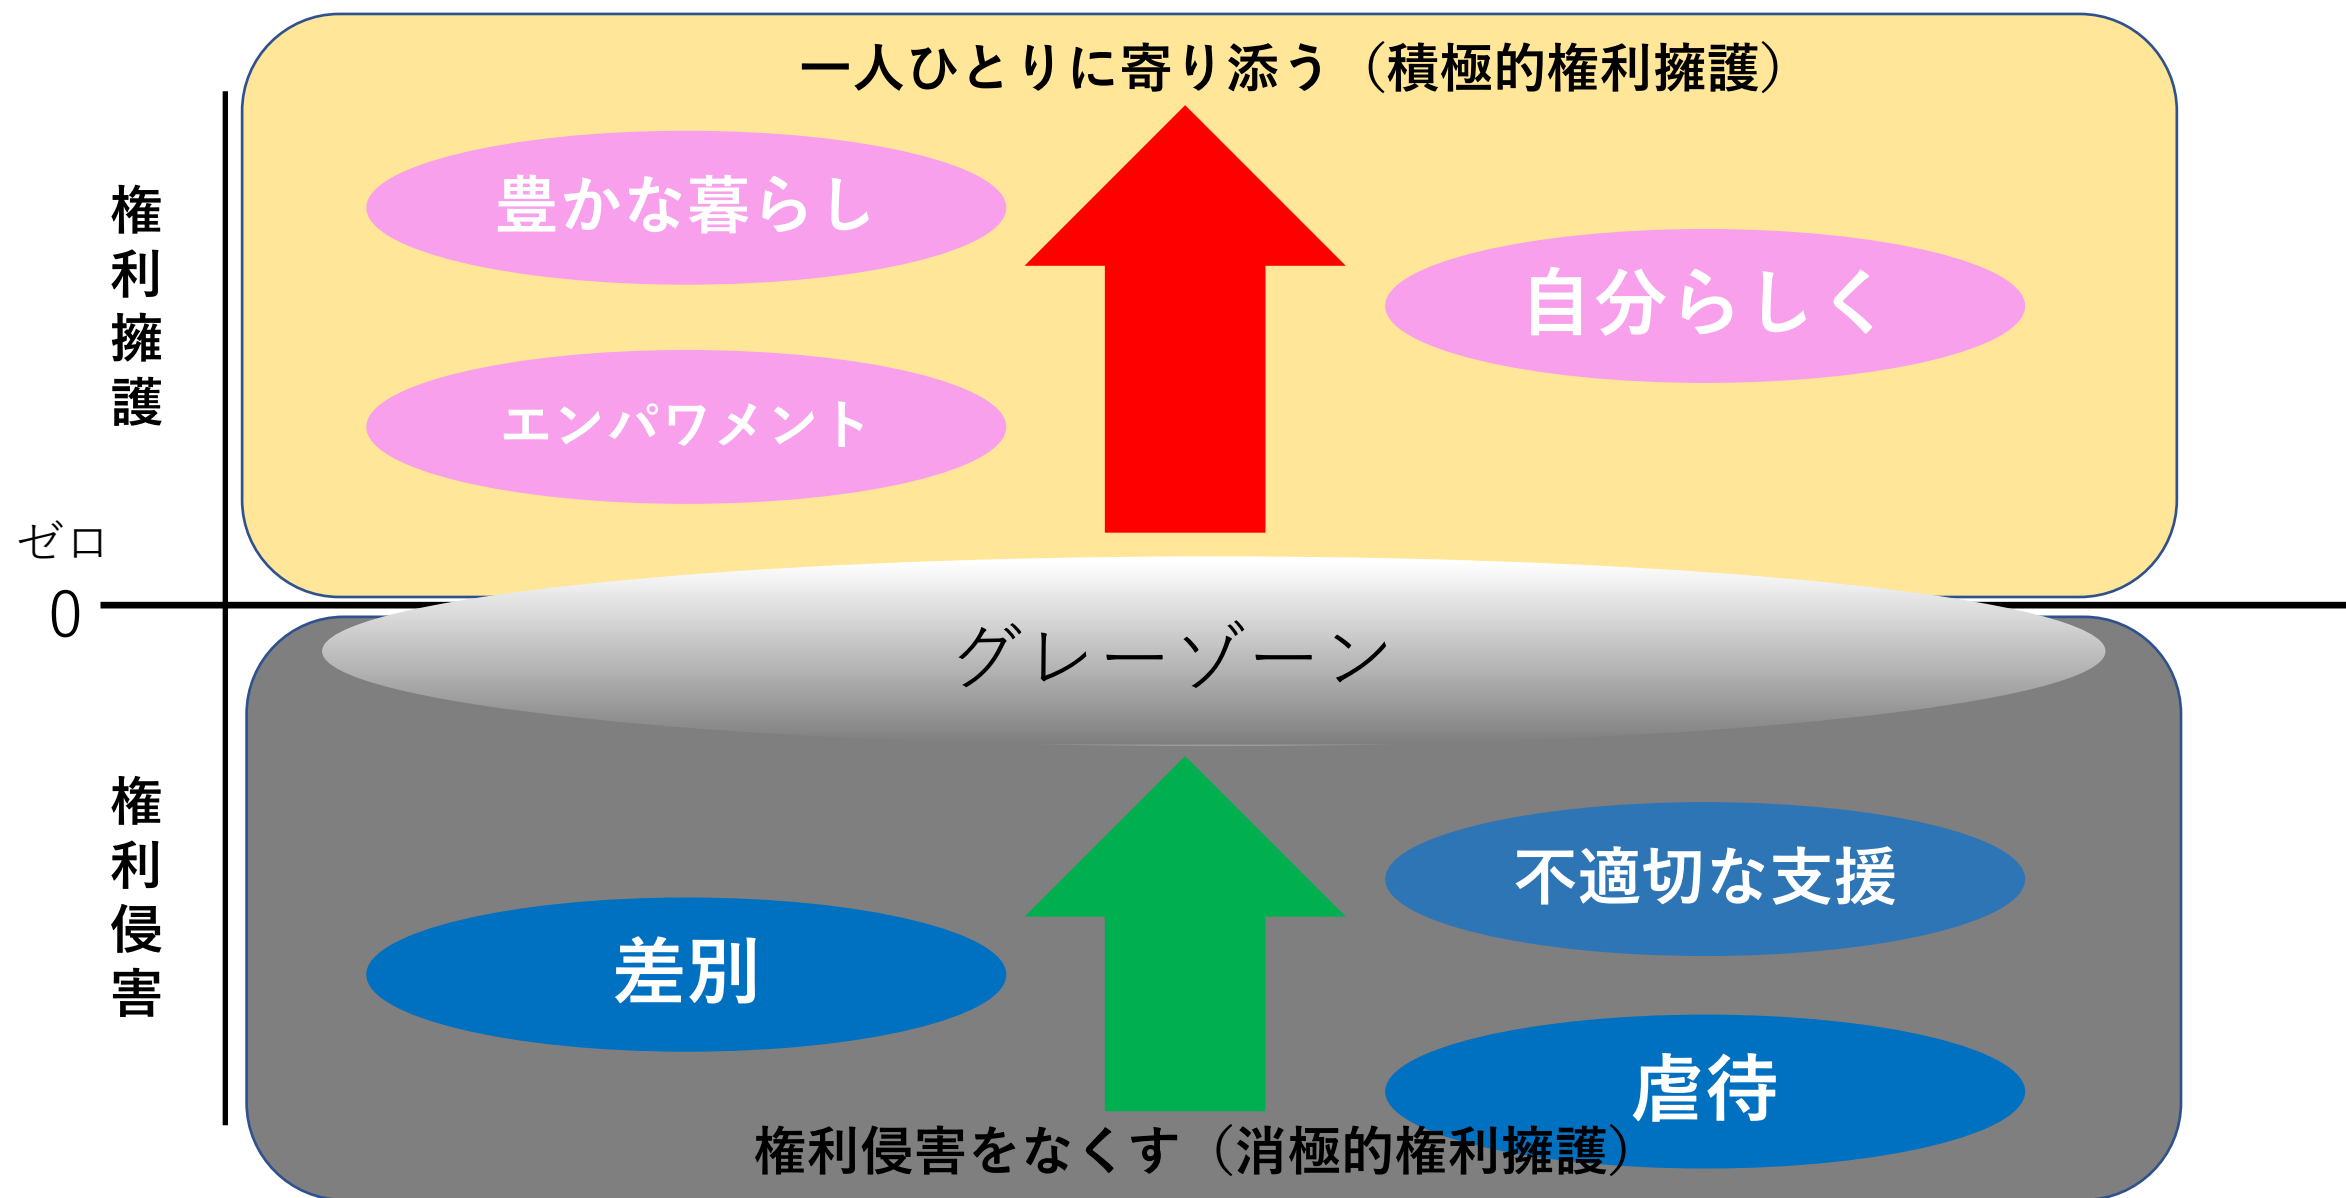 一人ひとりに寄り添う（積極的権利擁護）
権利擁護
豊かな暮らし
自分らしく
エンパワメント
ゼロ
0
グレーゾーン
権利侵害
不適切な支援
差別
虐待
権利侵害をなくす（消極的権利擁護）